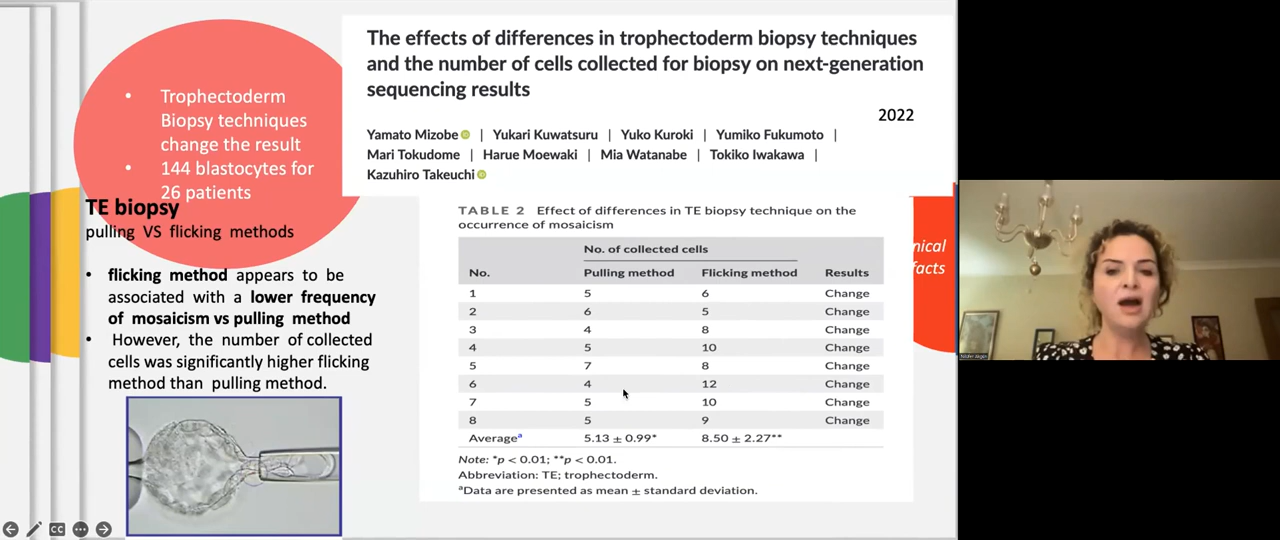 The effects of differences in trophectoderm biopsy techniques
and the number of cells collected for biopsy on next-generation
sequencing results
2022
Yamato Mizobe | Yukari Kuwatsuru | Yuko Kuroki | Yumiko Fukumoto |
Mari Tokudome | Harue Moewaki | Mia Watanabe | Tokiko Iwakawa |
Kazuhiro Takeuchi
• Trophectoderm
Biopsy techniques
change the result
• 144 blastocytes for
26 patients
TE biopsy
pulling VS flicking methods
• flicking method appears to be
associated with a lower frequency
of mosaicism vs pulling method
• However, the number of collected
cells was significantly higher flicking
method than pulling method.
TABLE 2 Effect of differences in TE biopsy technique on the
occurrence of mosaicism
No. of collected cells
No. Pulling method Flicking method Results
1 5 6 Change
2 6 5 Change
3 4 8 Change
4 5 10 Change
5 7 8 Change
6 4 12 Change
7 5 10 Change
8 5 9 Change
Averageᵃ 5.13 ± 0.99* 8.50 ± 2.27**
Note: *p < 0.01; **p < 0.01.
Abbreviation: TE; trophectoderm.
ᵃData are presented as mean ± standard deviation.
nical
facts
CC